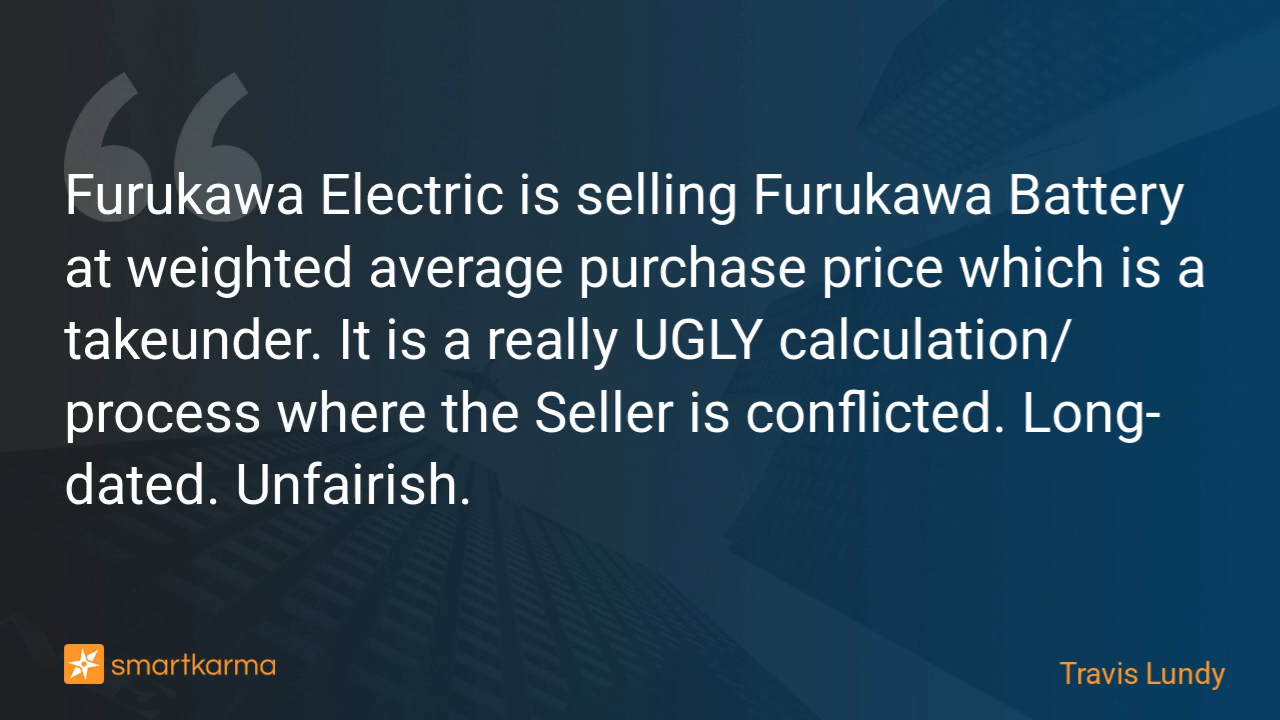 “
Furukawa Electric is selling Furukawa Battery
at weighted average purchase price which is a
takeunder. It is a really UGLY calculation/
process where the Seller is conflicted. Long-
dated. Unfairish.
smartkarma
Travis Lundy